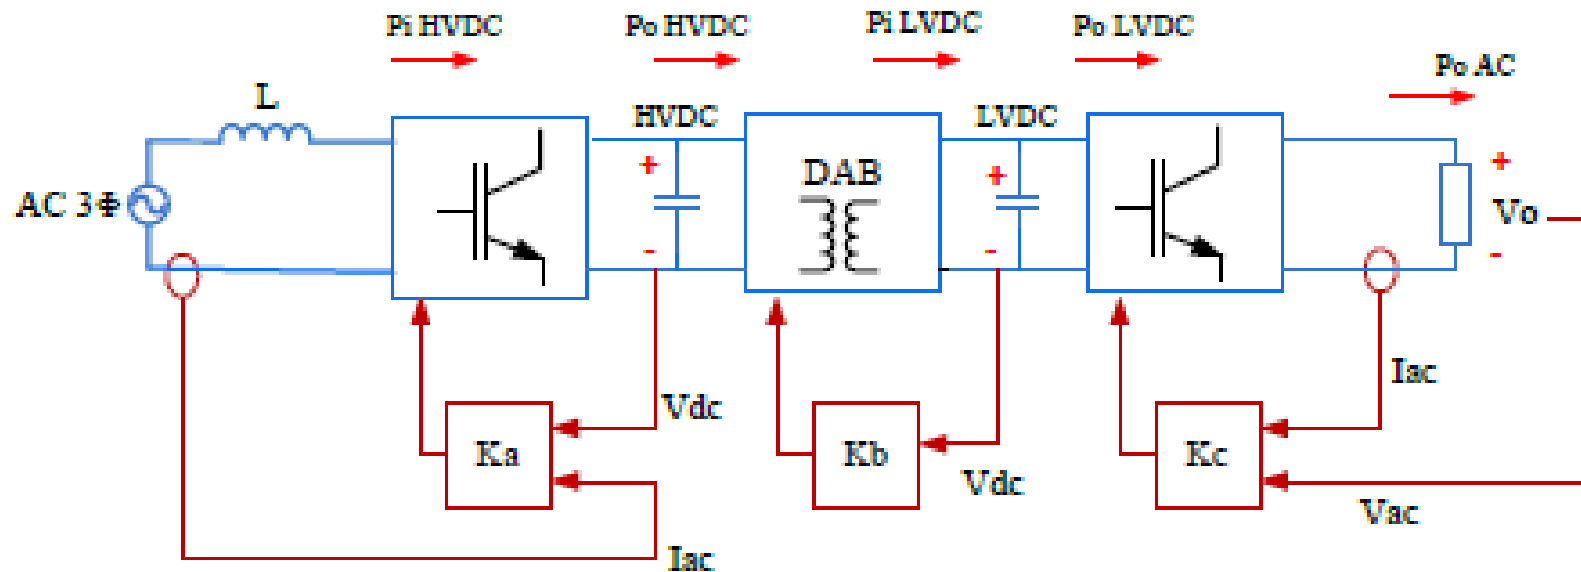 Pi HVDC
Po HVDC
Pi LVDC
Po LVDC
Po AC
L
HVDC
LVDC
+
+
+
DAB
AC 3Φ
Vo
-
-
-
Iac
Vdc
Ka
Kb
Kc
Vdc
Vac
Iac